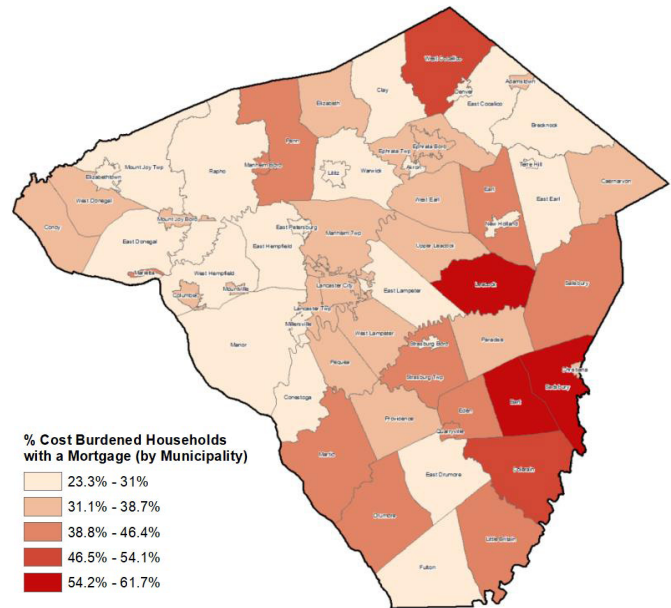 West Cocalico
Clay
Adamstown
Denver
East Cocalico
Elizabeth
Brecknock
Penn
Ephrata Boro
Ephrata Twp
Akron
Terre Hill
Manheim Boro
Mount Joy Twp
Rapho
Lititz
Warwick
Elizabethtown
Earl
East Earl
Caernarvon
West Donegal
West Earl
Mount Joy Boro
New Holland
Conoy
East Petersburg
Manheim Twp
East Donegal
East Hempfield
Upper Leacock
Marietta
West Hempfield
Leacock
Salisbury
Lancaster City
East Lampeter
Columbia
Mountville
Lancaster Twp
Millersville
West Lampeter
Strasburg Boro
Paradise
Manor
Pequea
Christiana
Strasburg Twp
Sadsbury
Bart
Conestoga
Eden
Providence
Quarryville
% Cost Burdened Households
with a Mortgage (by Municipality)
Martic
Colerain
East Drumore
23.3% - 31%
31.1% - 38.7%
Drumore
38.8% - 46.4%
Little Britain
46.5% - 54.1%
Fulton
54.2% - 61.7%